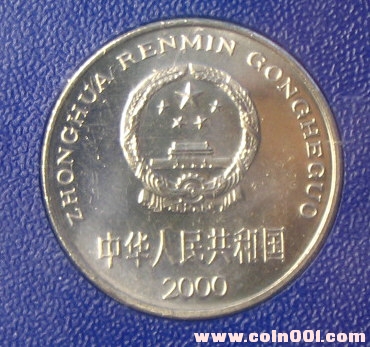 ZHONGHUA RENMIN GONGHEGUO
中华人民共和国
2000
www.coin001.com